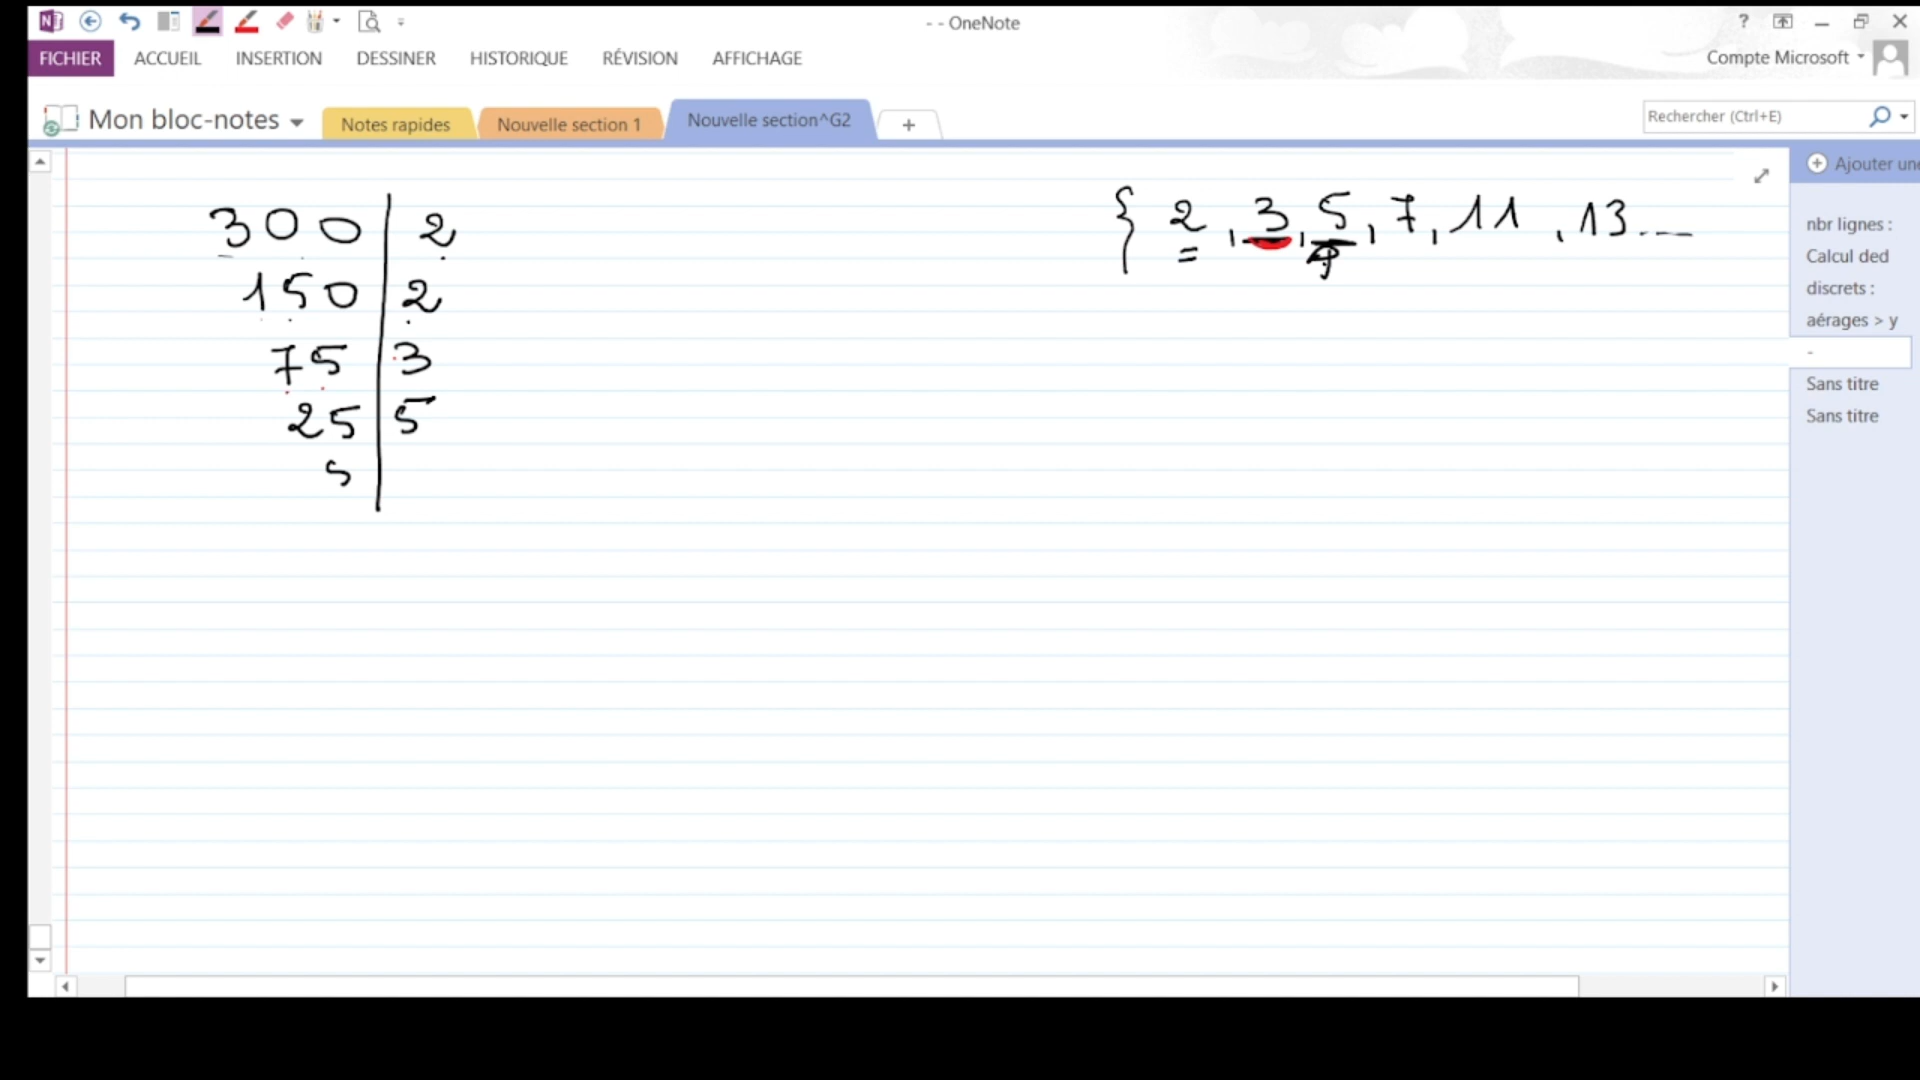 - - OneNote
?
FICHIER ACCUEIL INSERTION DESSINER HISTORIQUE RÉVISION AFFICHAGE
Compte Microsoft
Mon bloc-notes
Notes rapides
Nouvelle section 1
Nouvelle section^G2
+
Rechercher (Ctrl+E)
Ajouter une
300 | 2
150 | 2
75 | 3
25 | 5
5 |
{ 2, 3, 5, 7, 11, 13...
nbr lignes :
Calcul ded
discrets :
aérages > y
-
Sans titre
Sans titre